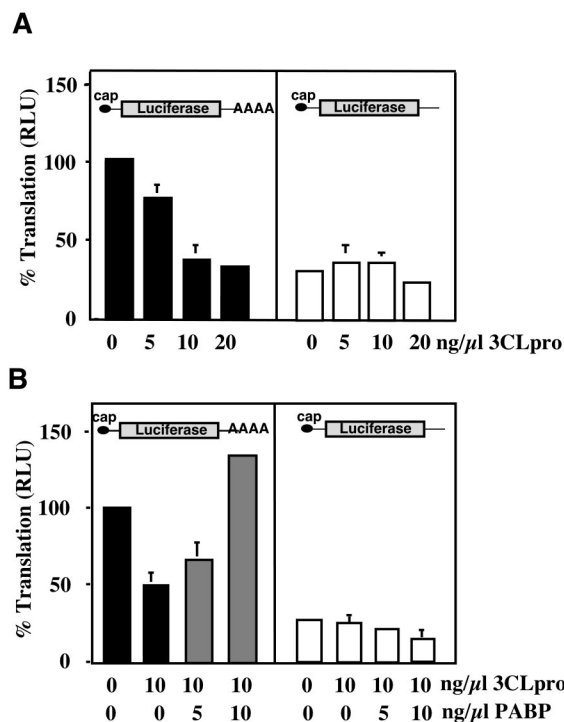 A
% Translation (RLU)
150
100
50
0
cap Luciferase AAAA
cap Luciferase
0 5 10 20 0 5 10 20 ng/µl 3CLpro
B
% Translation (RLU)
150
100
50
0
cap Luciferase AAAA
cap Luciferase
0 10 10 10 0 10 10 10 ng/µl 3CLpro
0 0 5 10 0 0 5 10 ng/µl PABP